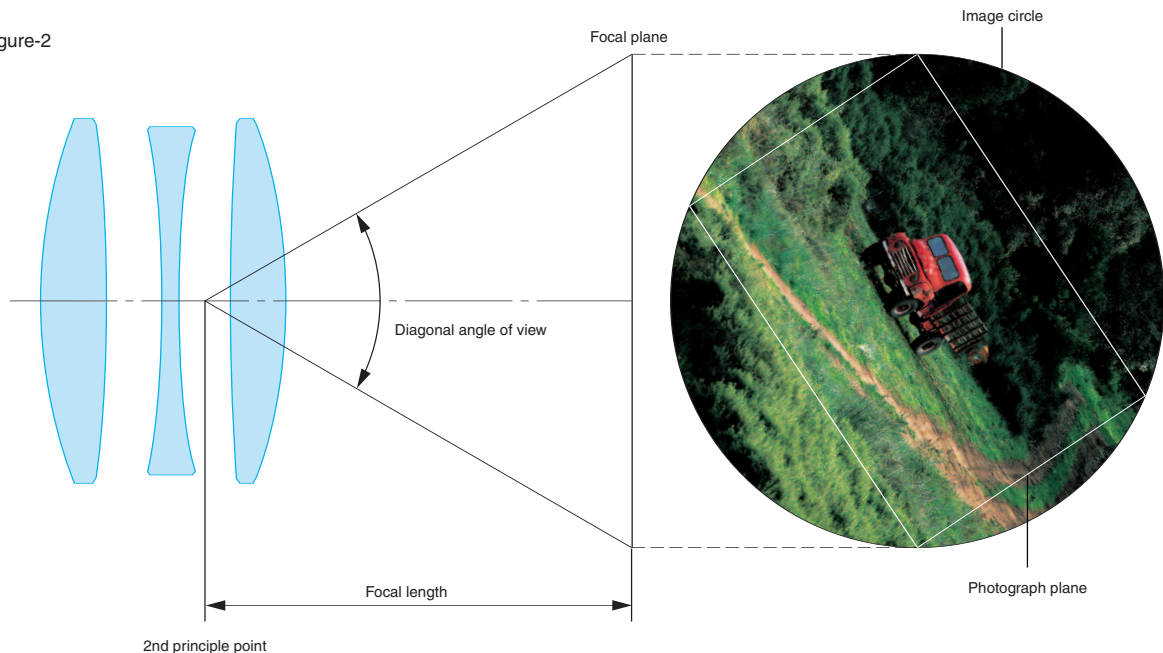 gure-2
Image circle
Focal plane
Diagonal angle of view
Focal length
Photograph plane
2nd principle point